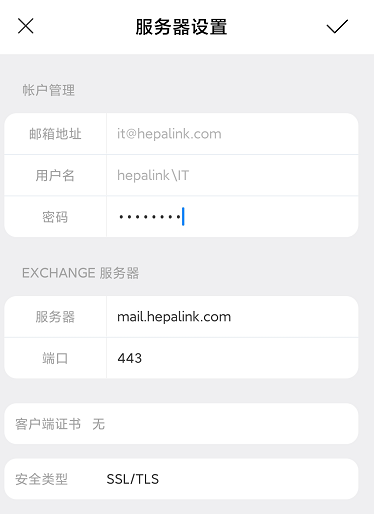 服务器设置
帐户管理
邮箱地址 it@hepalink.com
用户名 hepalink\IT
密码 ••••••••
EXCHANGE 服务器
服务器 mail.hepalink.com
端口 443
客户端证书 无
安全类型 SSL/TLS